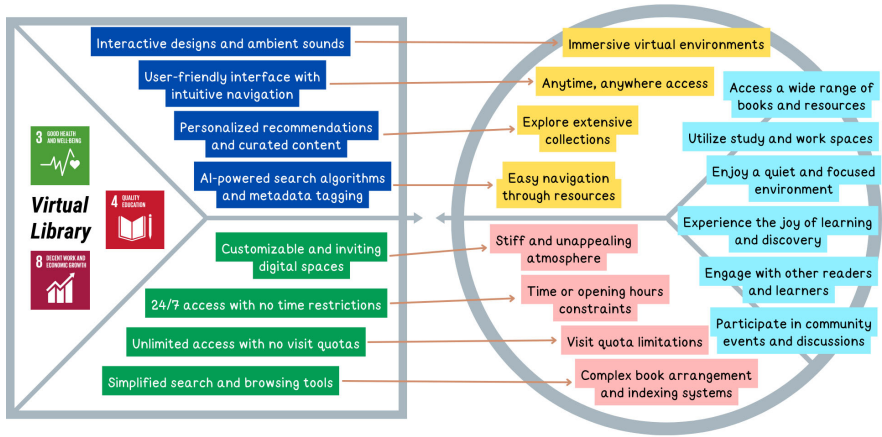 Interactive designs and ambient sounds
User-friendly interface with
intuitive navigation
Personalized recommendations
and curated content
AI-powered search algorithms
and metadata tagging
3 GOOD HEALTH
AND WELL-BEING
4 QUALITY
EDUCATION
Virtual
Library
8 DECENT WORK AND
ECONOMIC GROWTH
Customizable and inviting
digital spaces
24/7 access with no time restrictions
Unlimited access with no visit quotas
Simplified search and browsing tools
Immersive virtual environments
Anytime, anywhere access
Explore extensive
collections
Easy navigation
through resources
Stiff and unappealing
atmosphere
Time or opening hours
constraints
Visit quota limitations
Complex book arrangement
and indexing systems
Access a wide range of
books and resources
Utilize study and work spaces
Enjoy a quiet and focused
environment
Experience the joy of learning
and discovery
Engage with other readers
and learners
Participate in community
events and discussions